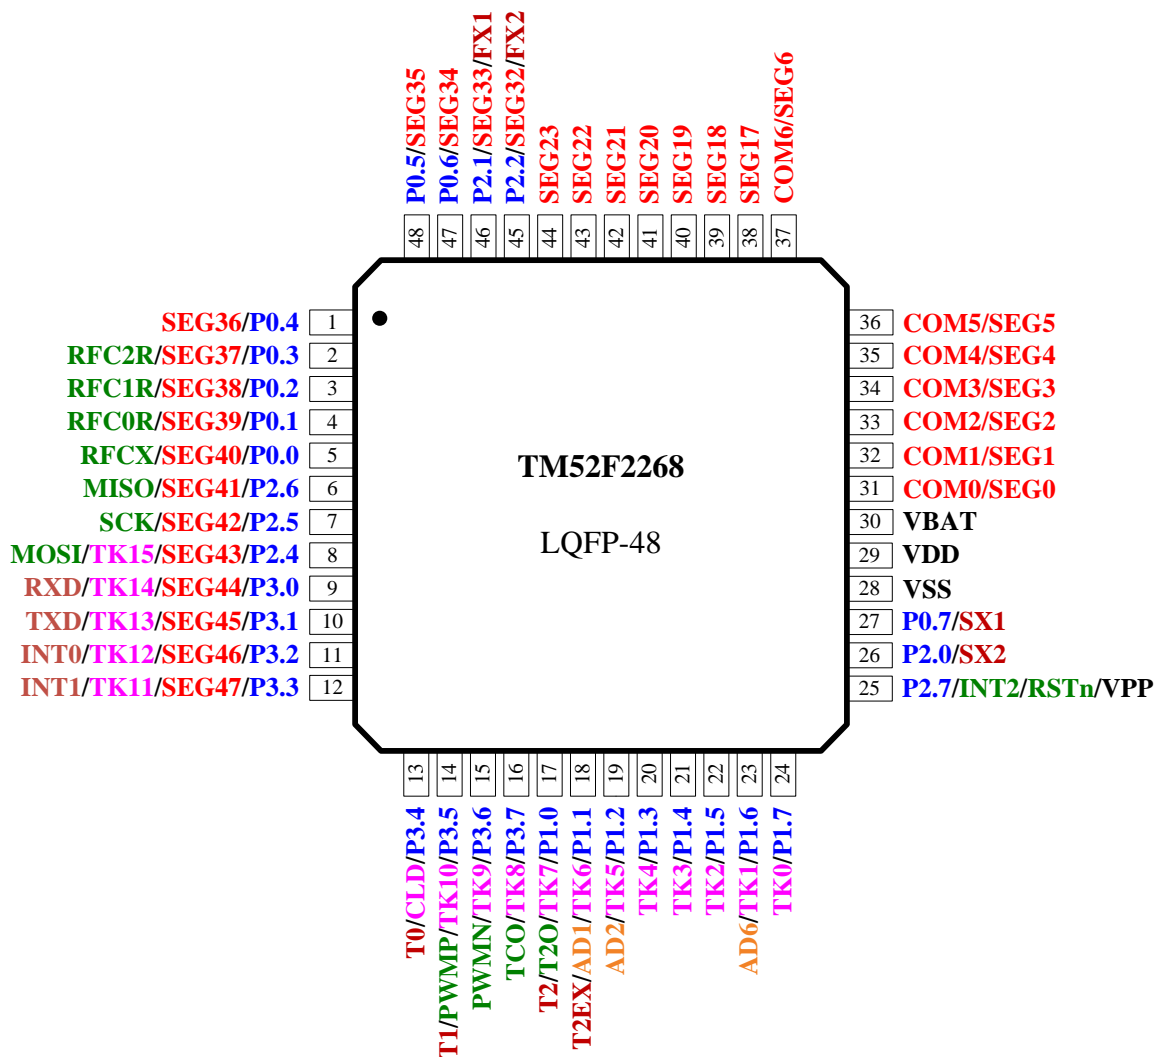 P0.5/SEG35
P0.6/SEG34
P2.1/SEG33/FX1
P2.2/SEG32/FX2
SEG23
SEG22
SEG21
SEG20
SEG19
SEG18
SEG17
COM6/SEG6
48
47
46
45
44
43
42
41
40
39
38
37
SEG36/P0.4 1
RFC2R/SEG37/P0.3 2
RFC1R/SEG38/P0.2 3
RFC0R/SEG39/P0.1 4
RFCX/SEG40/P0.0 5
MISO/SEG41/P2.6 6
SCK/SEG42/P2.5 7
MOSI/TK15/SEG43/P2.4 8
RXD/TK14/SEG44/P3.0 9
TXD/TK13/SEG45/P3.1 10
INT0/TK12/SEG46/P3.2 11
INT1/TK11/SEG47/P3.3 12
TM52F2268
LQFP-48
36 COM5/SEG5
35 COM4/SEG4
34 COM3/SEG3
33 COM2/SEG2
32 COM1/SEG1
31 COM0/SEG0
30 VBAT
29 VDD
28 VSS
27 P0.7/SX1
26 P2.0/SX2
25 P2.7/INT2/RSTn/VPP
13
14
15
16
17
18
19
20
21
22
23
24
T0/CLD/P3.4
T1/PWMP/TK10/P3.5
PWMN/TK9/P3.6
TCO/TK8/P3.7
T2/T2O/TK7/P1.0
T2EX/AD1/TK6/P1.1
AD2/TK5/P1.2
TK4/P1.3
TK3/P1.4
TK2/P1.5
AD6/TK1/P1.6
TK0/P1.7